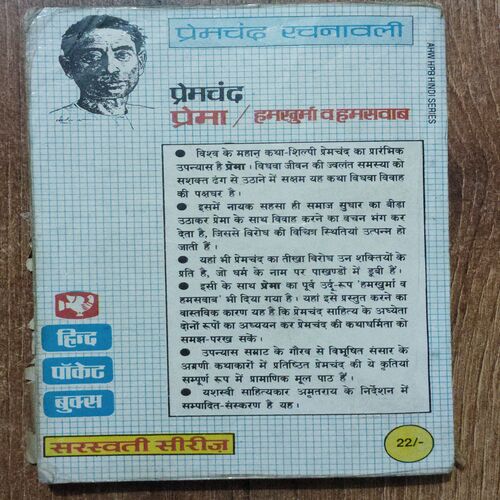 प्रेमचंद रचनावली
AHW HPB HINDI SERIES
प्रेमचंद
प्रेमा / हमखुर्मा व हमसवाब
● विश्व के महान् कथा-शिल्पी प्रेमचंद का प्रारंभिक
उपन्यास है प्रेमा। विधवा जीवन की ज्वलंत समस्या को
सशक्त ढंग से उठाने में सक्षम यह कथा विधवा विवाह
की पक्षधर है।
● इसमें नायक सहसा ही समाज सुधार का बीड़ा
उठाकर प्रेमा के साथ विवाह करने का वचन भंग कर
देता है, जिससे विरोध की विचित्र स्थितियां उत्पन्न हो
जाती हैं।
● यहां भी प्रेमचंद का तीखा विरोध उन शक्तियों के
प्रति है, जो धर्म के नाम पर पाखण्डों में डूबी हैं।
● इसी के साथ प्रेमा का पूर्व उर्दू-रूप 'हमखुर्मा व
हमसवाब' भी दिया गया है। यहां इसे प्रस्तुत करने का
वास्तविक कारण यह है कि प्रेमचंद साहित्य के अध्येता
दोनों रूपों का अध्ययन कर प्रेमचंद की कथाधर्मिता को
समझ-परख सकें।
● उपन्यास सम्राट के गौरव से विभूषित संसार के
अग्रणी कथाकारों में प्रतिष्ठित प्रेमचंद की ये कृतियां
सम्पूर्ण रूप में प्रामाणिक मूल पाठ हैं।
● यशस्वी साहित्यकार अमृतराय के निर्देशन में
सम्पादित-संस्करण है यह।
हिन्द
पॉकेट
बुक्स
सरस्वती सीरीज़
22/-